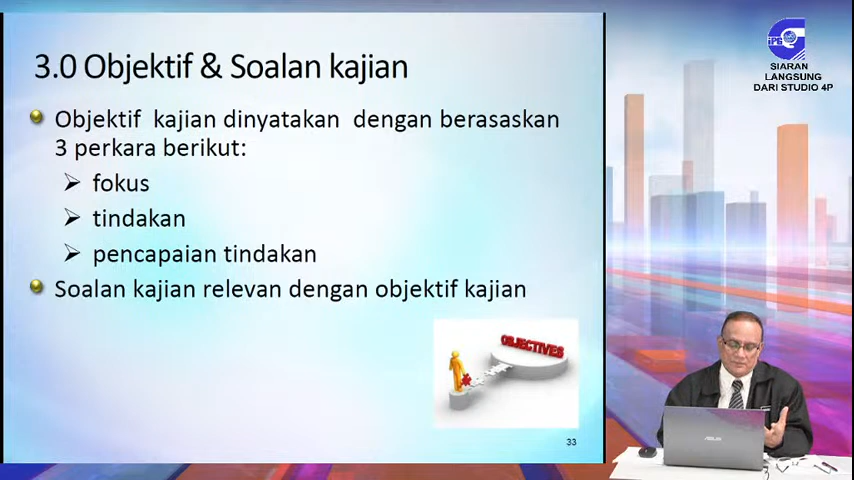 3.0 Objektif & Soalan kajian
Objektif kajian dinyatakan dengan berasaskan
3 perkara berikut:
fokus
tindakan
pencapaian tindakan
Soalan kajian relevan dengan objektif kajian
OBJECTIVES
33
iPG
SIARAN
LANGSUNG
DARI STUDIO 4P
ASUS